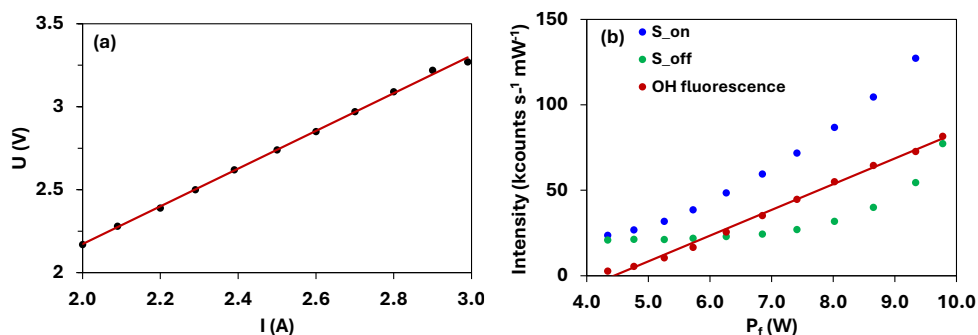 (a)
U (V)
3.5
3
2.5
2
2.0 2.2 2.4 2.6 2.8 3.0
I (A)
(b)
S_on
S_off
OH fluorescence
Intensity (kcounts s⁻¹ mW⁻¹)
150
100
50
0
4.0 5.0 6.0 7.0 8.0 9.0 10.0
P_f (W)